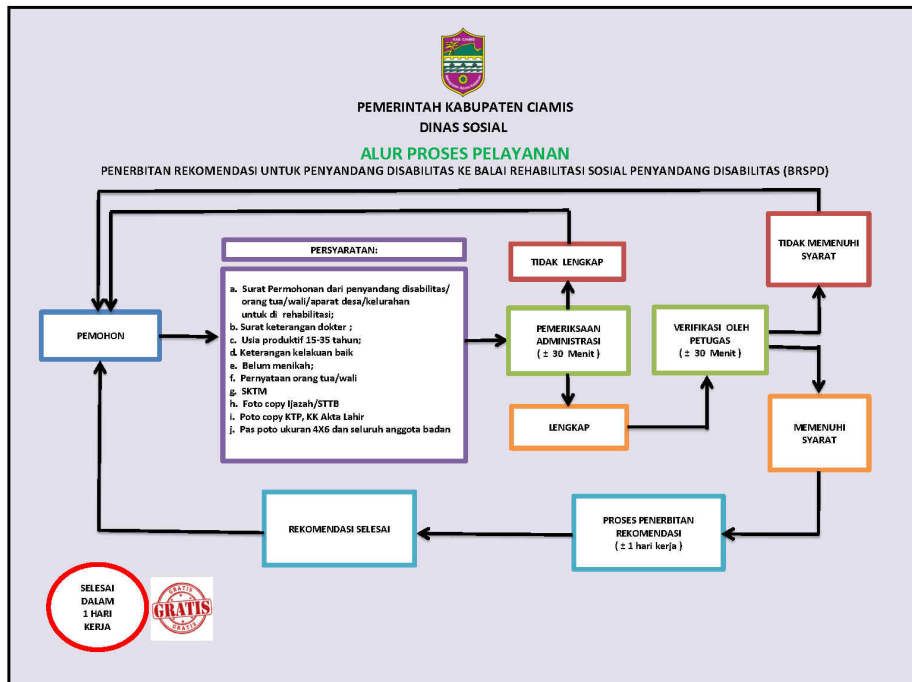 KAB CIAMIS
PEMERINTAH KABUPATEN CIAMIS
DINAS SOSIAL
ALUR PROSES PELAYANAN
PENERBITAN REKOMENDASI UNTUK PENYANDANG DISABILITAS KE BALAI REHABILITASI SOSIAL PENYANDANG DISABILITAS (BRSPD)
PEMOHON
PERSYARATAN:
a. Surat Permohonan dari penyandang disabilitas/
orang tua/wali/aparat desa/kelurahan
untuk di rehabilitasi;
b. Surat keterangan dokter ;
c. Usia produktif 15-35 tahun;
d. Keterangan kelakuan baik
e. Belum menikah;
f. Pernyataan orang tua/wali
g. SKTM
h. Foto copy Ijazah/STTB
i. Poto copy KTP, KK Akta Lahir
j. Pas poto ukuran 4X6 dan seluruh anggota badan
TIDAK LENGKAP
PEMERIKSAAN
ADMINISTRASI
( ± 30 Menit )
LENGKAP
VERIFIKASI OLEH
PETUGAS
( ± 30 Menit )
TIDAK MEMENUHI
SYARAT
MEMENUHI
SYARAT
PROSES PENERBITAN
REKOMENDASI
( ± 1 hari kerja )
REKOMENDASI SELESAI
SELESAI
DALAM
1 HARI
KERJA
GRATIS
GRATIS
GRATIS